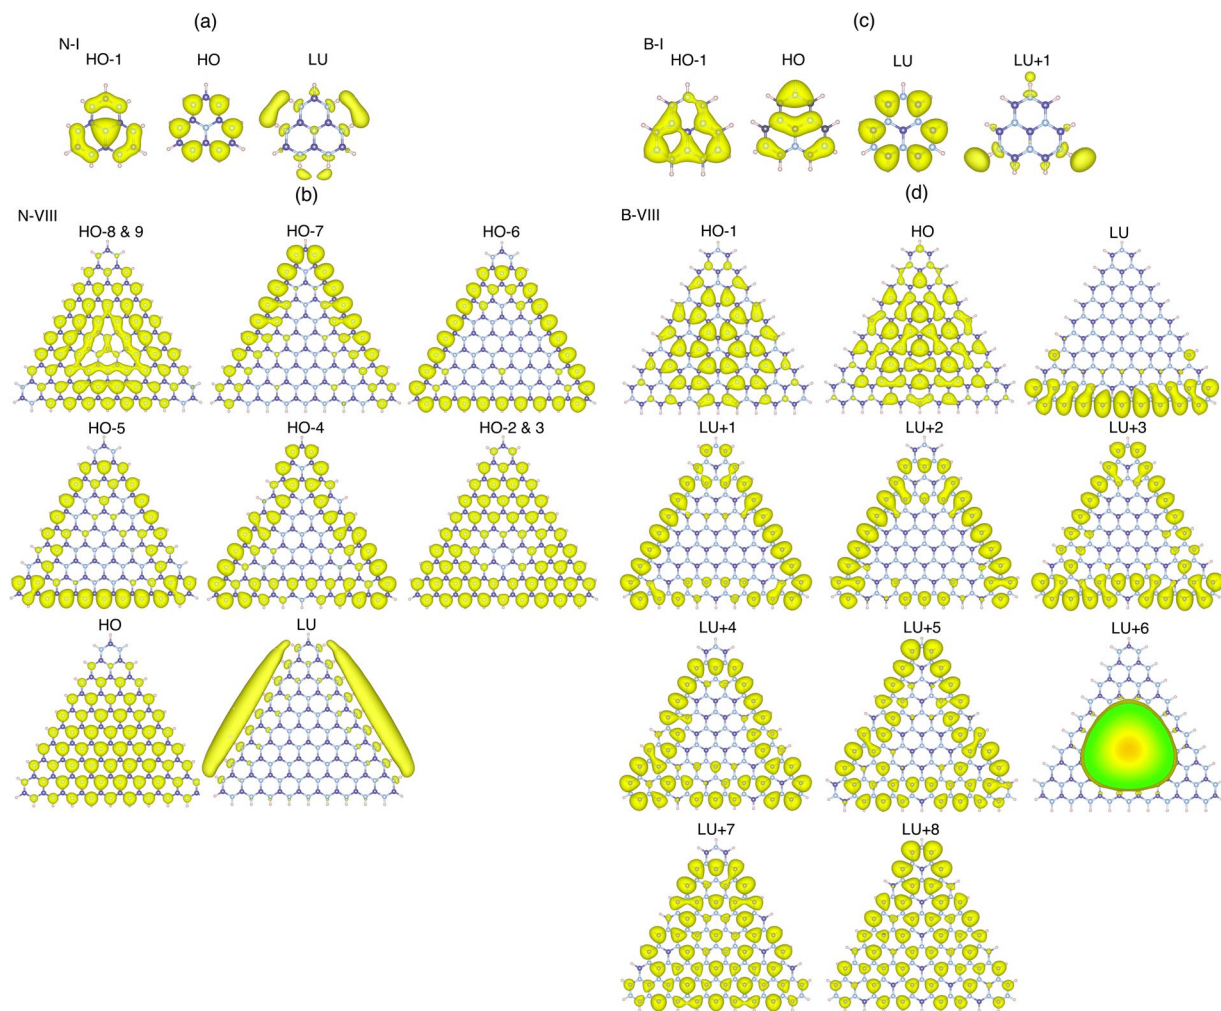 (a)
N-I
HO-1 HO LU
(b)
N-VIII
HO-8 & 9 HO-7 HO-6
HO-5 HO-4 HO-2 & 3
HO LU
(c)
B-I
HO-1 HO LU LU+1
(d)
B-VIII
HO-1 HO LU
LU+1 LU+2 LU+3
LU+4 LU+5 LU+6
LU+7 LU+8